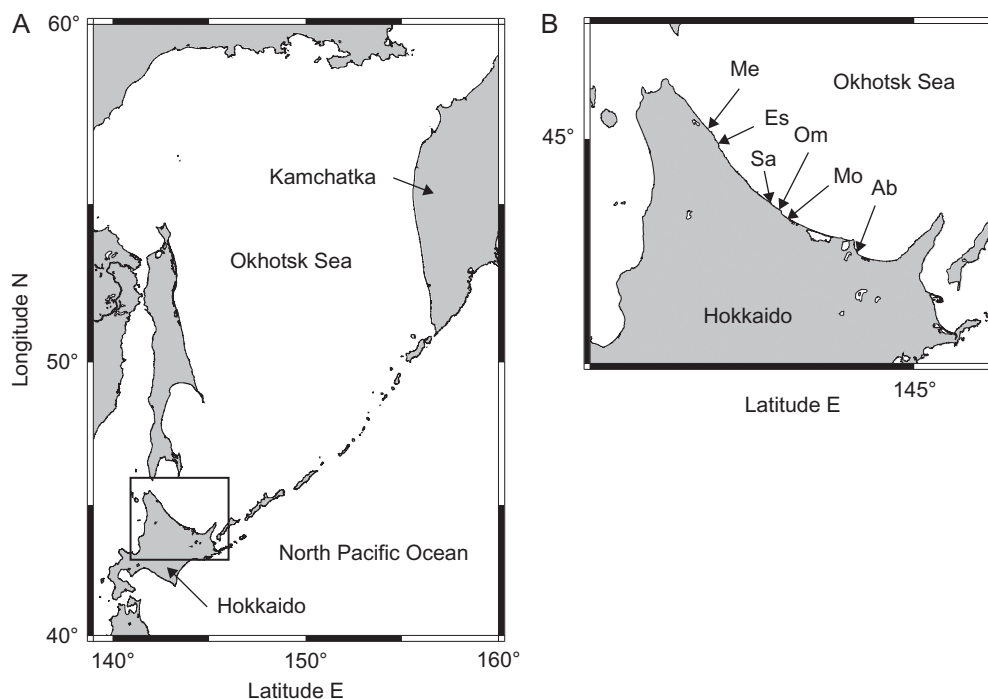 A
60°
Kamchatka
Okhotsk Sea
Longitude N
50°
North Pacific Ocean
Hokkaido
40°
140°
150°
160°
Latitude E
B
Me
Okhotsk Sea
Es
45°
Om
Sa
Mo
Ab
Hokkaido
145°
Latitude E